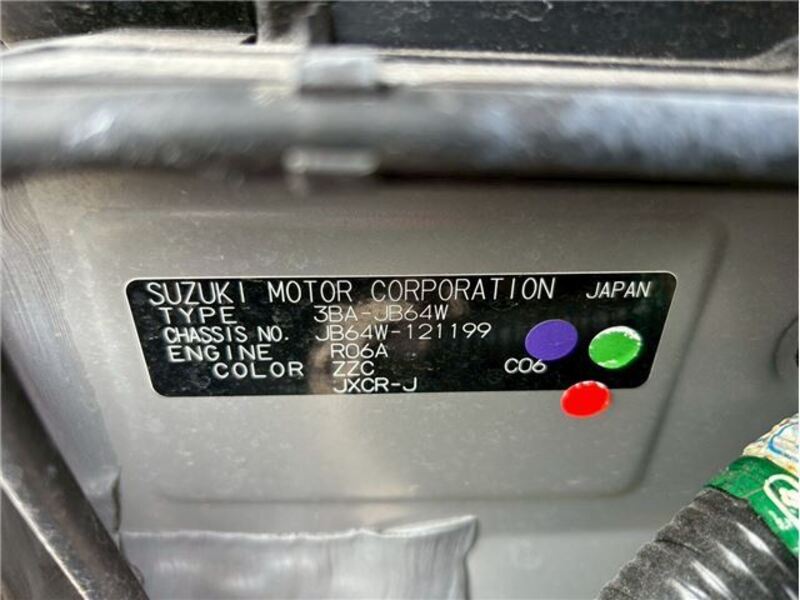 SUZUKI MOTOR CORPORATION JAPAN
TYPE 3BA-JB64W
CHASSIS NO. JB64W-121199
ENGINE R06A
COLOR ZZC C06
JXCR-J